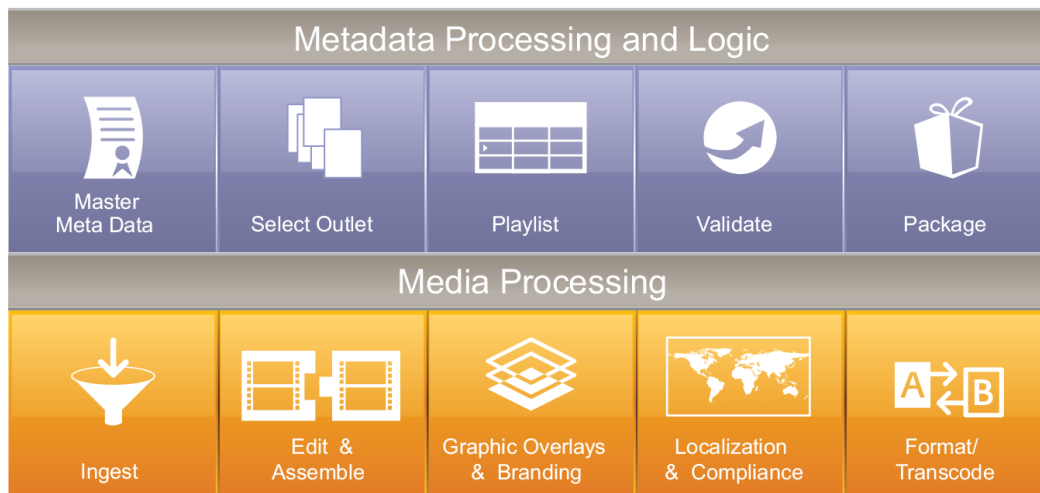 Metadata Processing and Logic
Master
Meta Data
Select Outlet
Playlist
Validate
Package
Media Processing
Ingest
Edit & 
Assemble
Graphic Overlays
& Branding
Localization
& Compliance
A
B
Format/
Transcode